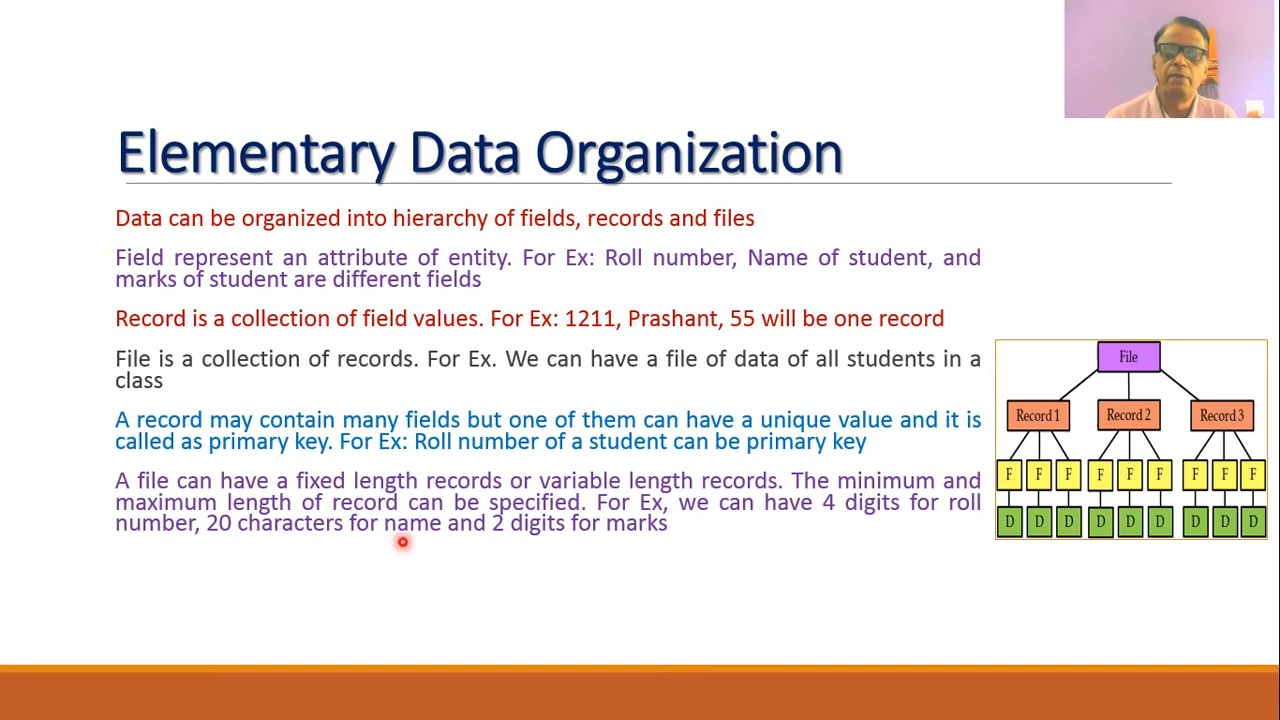 Elementary Data Organization
Data can be organized into hierarchy of fields, records and files
Field represent an attribute of entity. For Ex: Roll number, Name of student, and
marks of student are different fields
Record is a collection of field values. For Ex: 1211, Prashant, 55 will be one record
File is a collection of records. For Ex. We can have a file of data of all students in a
class
A record may contain many fields but one of them can have a unique value and it is
called as primary key. For Ex: Roll number of a student can be primary key
A file can have a fixed length records or variable length records. The minimum and
maximum length of record can be specified. For Ex, we can have 4 digits for roll
number, 20 characters for name and 2 digits for marks
File
Record 1 Record 2 Record 3
F F F F F F F F F
D D D D D D D D D